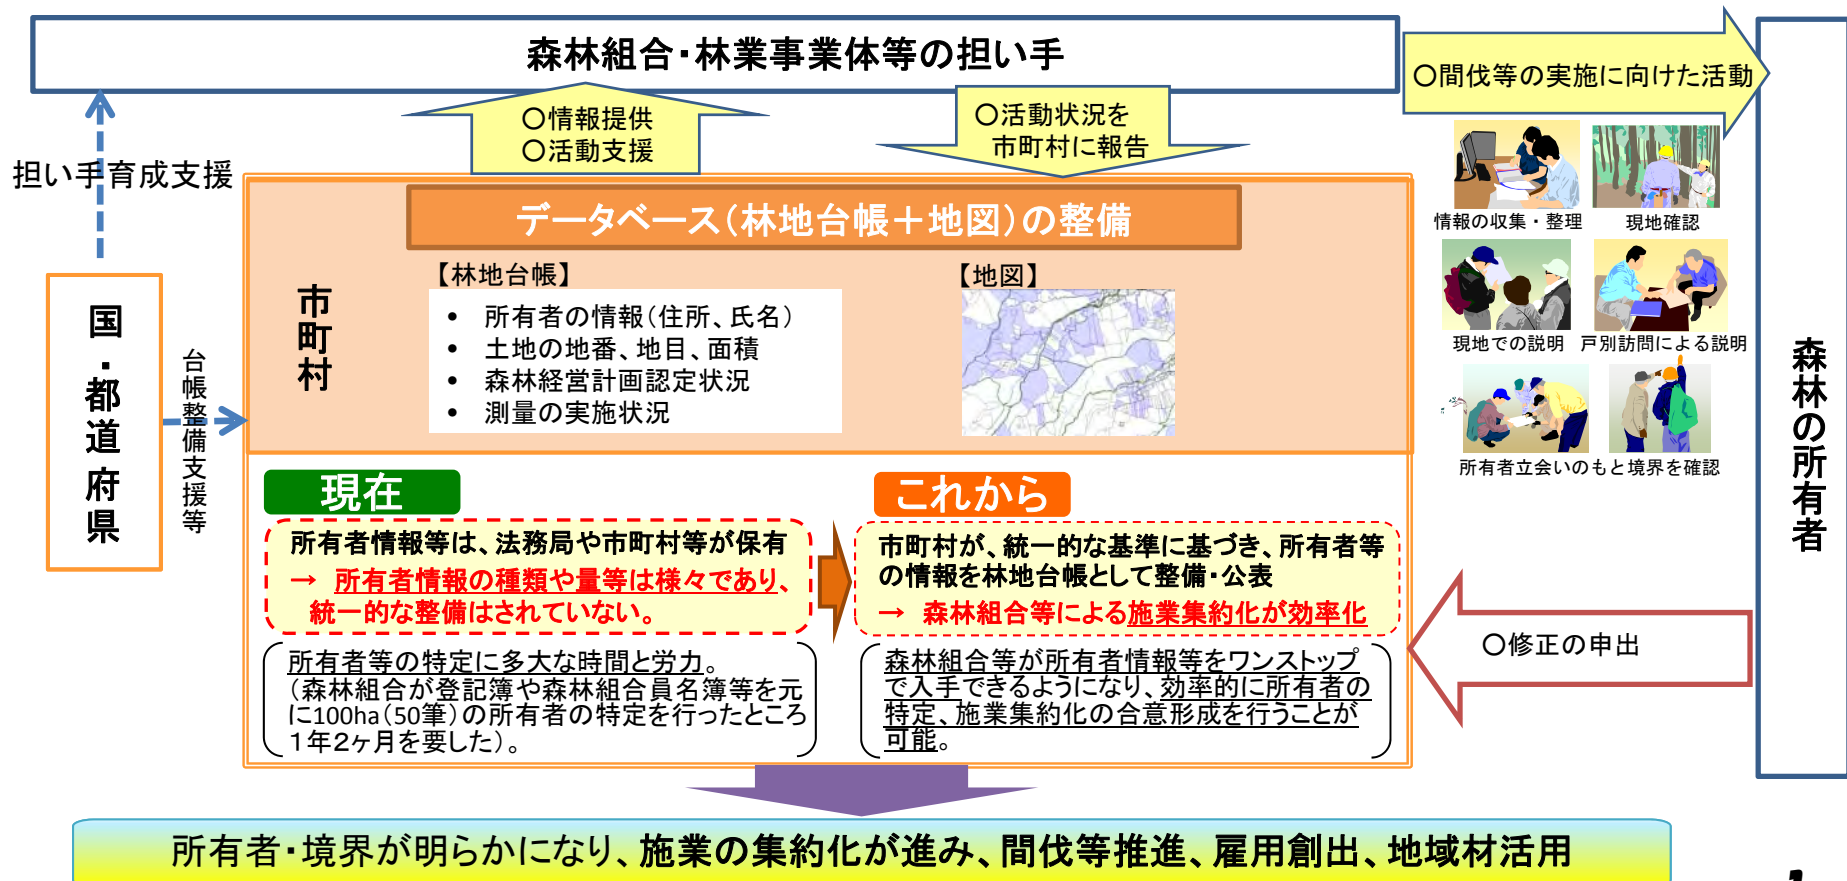 森林組合・林業事業体等の担い手
○間伐等の実施に向けた活動
○情報提供
○活動支援
○活動状況を
市町村に報告
担い手育成支援
データベース(林地台帳＋地図)の整備
情報の収集・整理
現地確認
【林地台帳】
【地図】
市町村
• 所有者の情報(住所、氏名)
• 土地の地番、地目、面積
• 森林経営計画認定状況
• 測量の実施状況
国・都道府県
台帳整備支援等
現地での説明
戸別訪問による説明
所有者立会いのもと境界を確認
森林の所有者
現在
所有者情報等は、法務局や市町村等が保有
→ 所有者情報の種類や量等は様々であり、
統一的な整備はされていない。
所有者等の特定に多大な時間と労力。
(森林組合が登記簿や森林組合員名簿等を元
に100ha(50筆)の所有者の特定を行ったところ
１年２ヶ月を要した)。
これから
市町村が、統一的な基準に基づき、所有者等
の情報を林地台帳として整備・公表
→ 森林組合等による施業集約化が効率化
森林組合等が所有者情報等をワンストップ
で入手できるようになり、効率的に所有者の
特定、施業集約化の合意形成を行うことが
可能。
○修正の申出
所有者・境界が明らかになり、施業の集約化が進み、間伐等推進、雇用創出、地域材活用